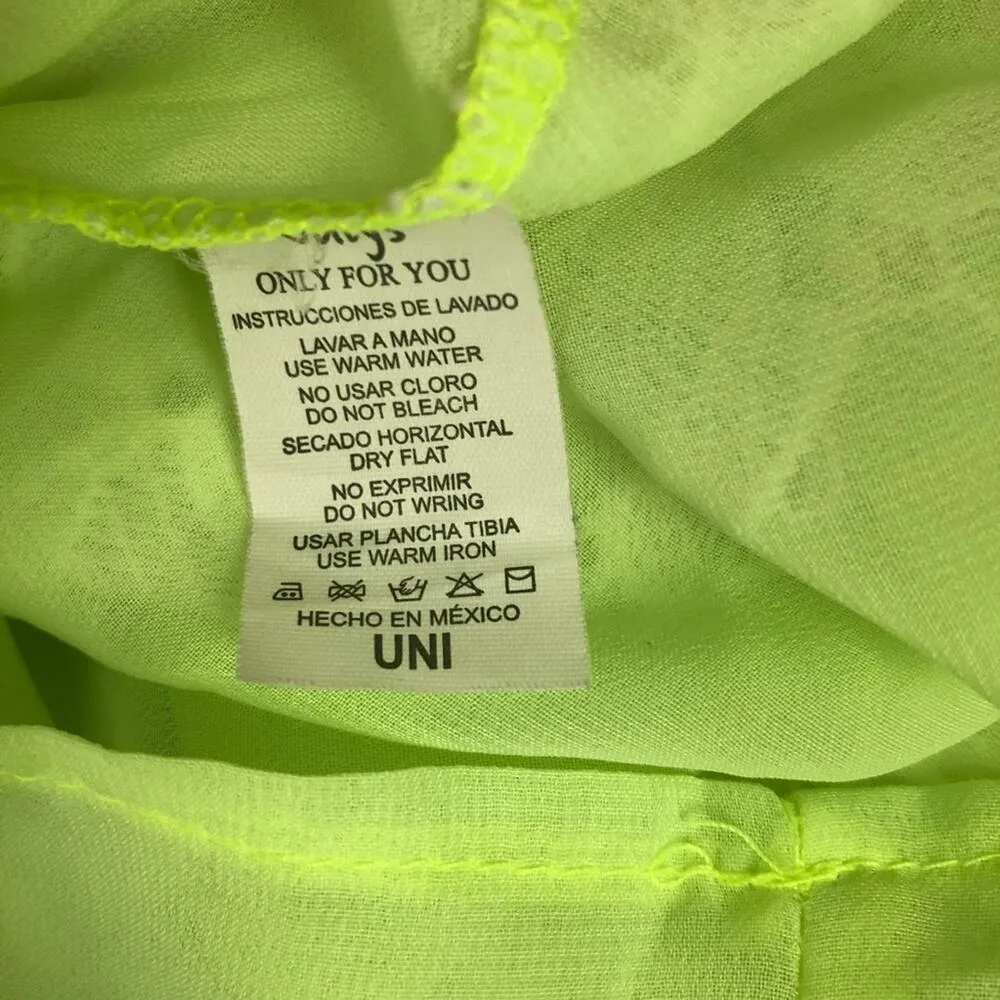 ONLY FOR YOU
INSTRUCCIONES DE LAVADO
LAVAR A MANO
USE WARM WATER
NO USAR CLORO
DO NOT BLEACH
SECADO HORIZONTAL
DRY FLAT
NO EXPRIMIR
DO NOT WRING
USAR PLANCHA TIBIA
USE WARM IRON
HECHO EN MÉXICO
UNI